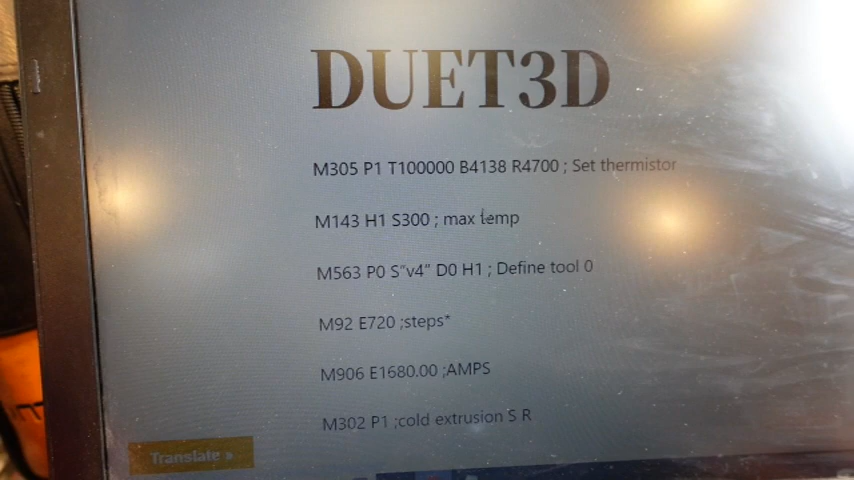 DUET3D
M305 P1 T100000 B4138 R4700 ; Set thermistor
M143 H1 S300 ; max temp
M563 P0 S"v4" D0 H1 ; Define tool 0
M92 E720 ;steps*
M906 E1680.00 ;AMPS
M302 P1 ;cold extrusion S R
Translate »